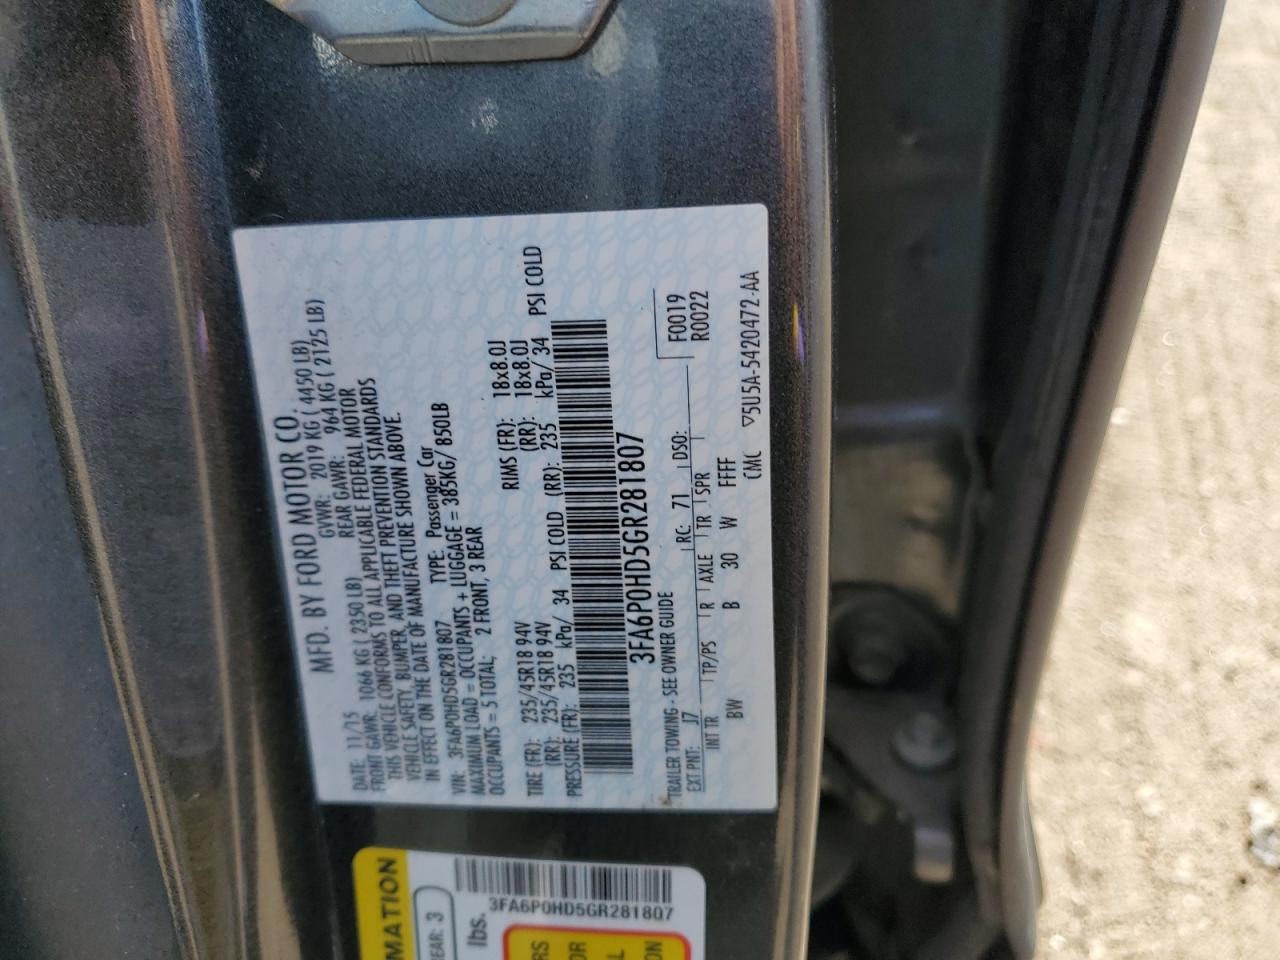 MFD. BY FORD MOTOR CO.
DATE: 11/15 GVWR: 2019 KG ( 4450 LB)
FRONT GAWR: 1066 KG ( 2350 LB) REAR GAWR: 964 KG ( 2125 LB)
THIS VEHICLE CONFORMS TO ALL APPLICABLE FEDERAL MOTOR
VEHICLE SAFETY, BUMPER, AND THEFT PREVENTION STANDARDS
IN EFFECT ON THE DATE OF MANUFACTURE SHOWN ABOVE.
VIN: 3FA6P0HD5GR281807 TYPE: Passenger Car
MAXIMUM LOAD = OCCUPANTS + LUGGAGE = 385KG/ 850LB
OCCUPANTS = 5 TOTAL; 2 FRONT, 3 REAR
TIRE (FR): 235/45R18 94V RIMS (FR): 18x8.0J
(RR): 235/45R18 94V (RR): 18x8.0J
PRESSURE (FR): 235 kPa/ 34 PSI COLD (RR): 235 kPa/ 34 PSI COLD
3FA6P0HD5GR281807
TRAILER TOWING - SEE OWNER GUIDE
F0019
EXT PNT: J7 RC: 71 DSO: R0022
INT TR TP/PS R AXLE TR SPR
BW B 30 W FFFF
CMC ▽5U5A-5420472-AA
MATION
REAR: 3
lbs.
3FA6P0HD5GR281807